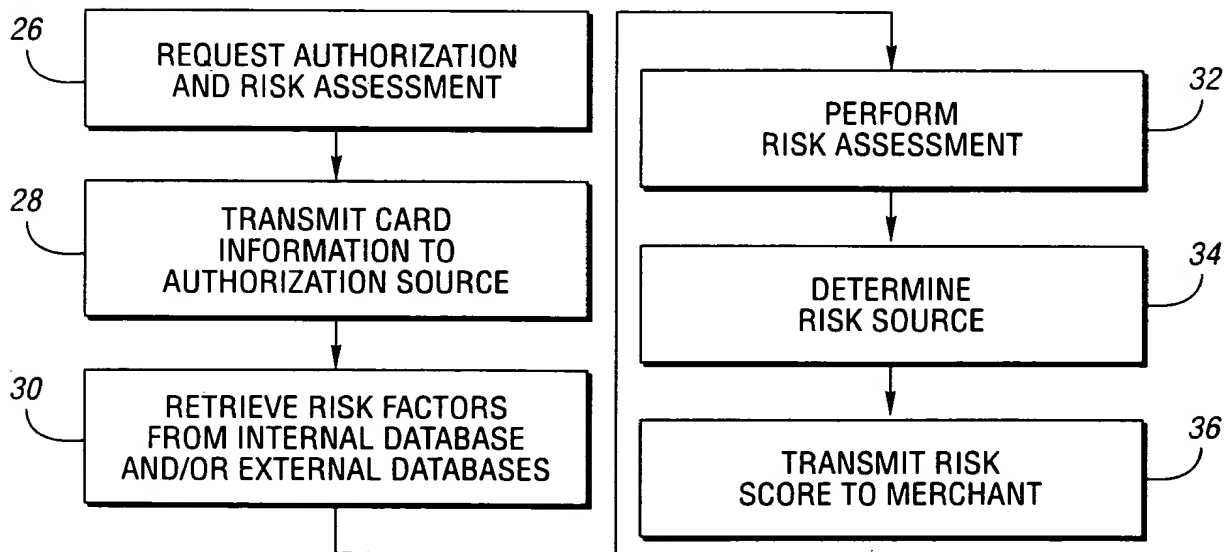 26
REQUEST AUTHORIZATION
AND RISK ASSESSMENT
28
TRANSMIT CARD
INFORMATION TO
AUTHORIZATION SOURCE
30
RETRIEVE RISK FACTORS
FROM INTERNAL DATABASE
AND/OR EXTERNAL DATABASES
32
PERFORM
RISK ASSESSMENT
34
DETERMINE
RISK SOURCE
36
TRANSMIT RISK
SCORE TO MERCHANT